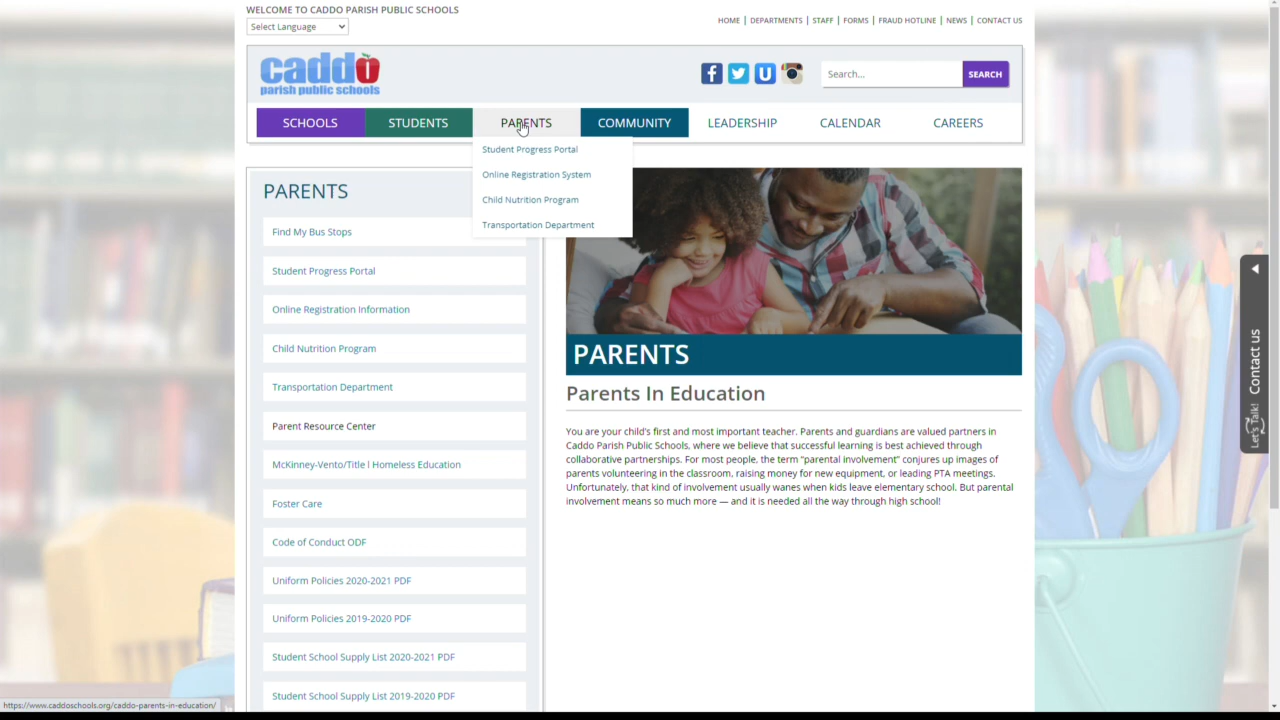 WELCOME TO CADDO PARISH PUBLIC SCHOOLS
Select Language
HOME | DEPARTMENTS | STAFF | FORMS | FRAUD HOTLINE | NEWS | CONTACT US
caddo
parish public schools
Search...
SEARCH
SCHOOLS
STUDENTS
PARENTS
COMMUNITY
LEADERSHIP
CALENDAR
CAREERS
Student Progress Portal
Online Registration System
Child Nutrition Program
Transportation Department
PARENTS
Find My Bus Stops
Student Progress Portal
Online Registration Information
Child Nutrition Program
Transportation Department
Parent Resource Center
McKinney-Vento/Title I Homeless Education
Foster Care
Code of Conduct ODF
Uniform Policies 2020-2021 PDF
Uniform Policies 2019-2020 PDF
Student School Supply List 2020-2021 PDF
Student School Supply List 2019-2020 PDF
PARENTS
Parents In Education
You are your child's first and most important teacher. Parents and guardians are valued partners in
Caddo Parish Public Schools, where we believe that successful learning is best achieved through
collaborative partnerships. For most people, the term "parental involvement" conjures up images of
parents volunteering in the classroom, raising money for new equipment, or leading PTA meetings.
Unfortunately, that kind of involvement usually wanes when kids leave elementary school. But parental
involvement means so much more — and it is needed all the way through high school!
Let's Talk! Contact us
https://www.caddoschools.org/caddo-parents-in-education/